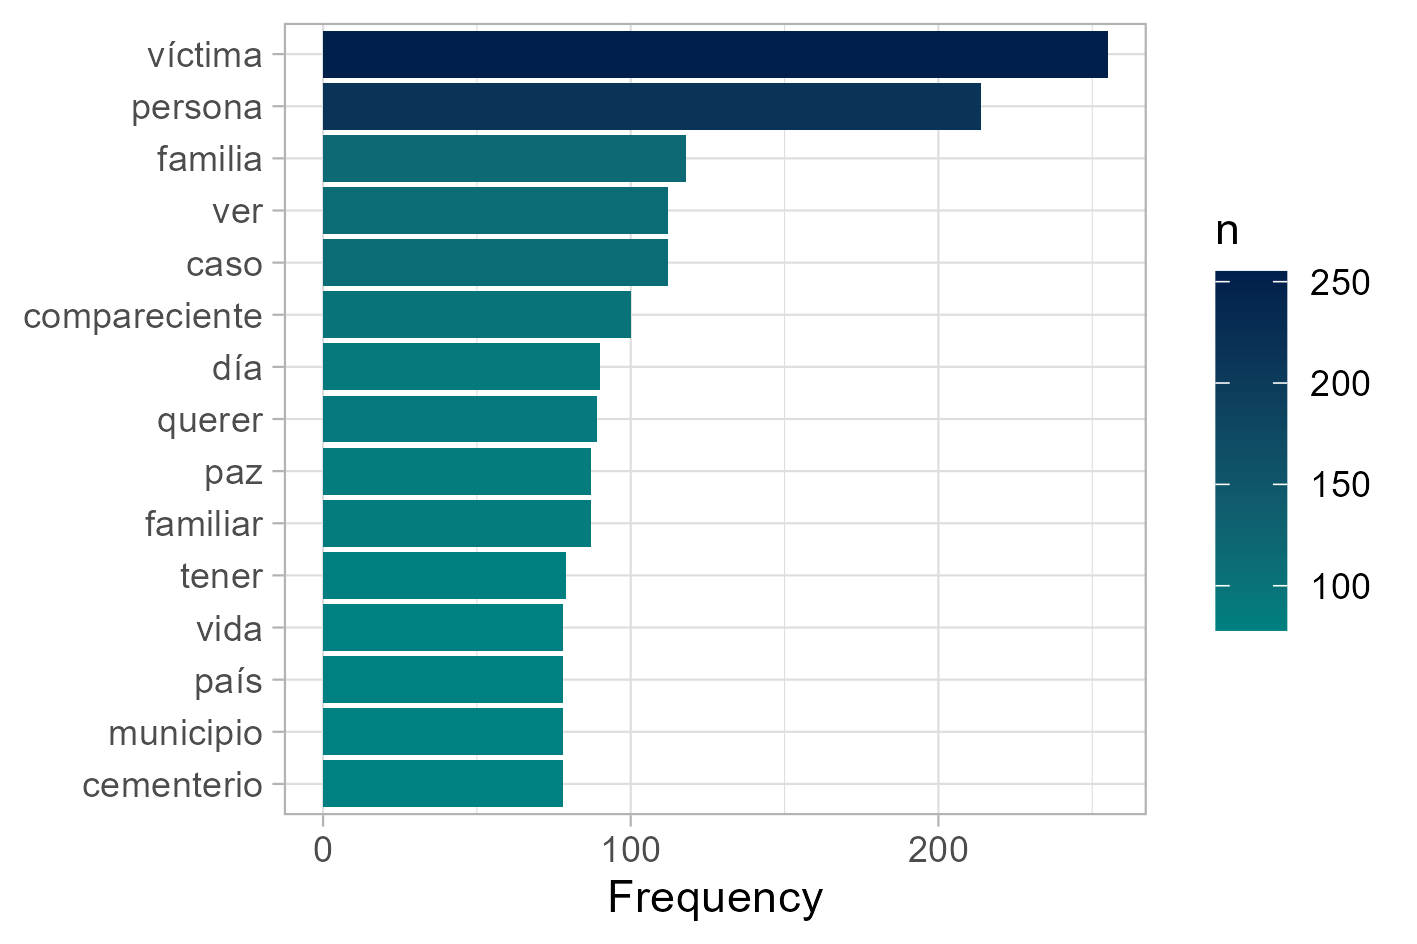 víctima
persona
familia
ver
caso
compareciente
día
querer
paz
familiar
tener
vida
país
municipio
cementerio
0 100 200
Frequency
n
250
200
150
100